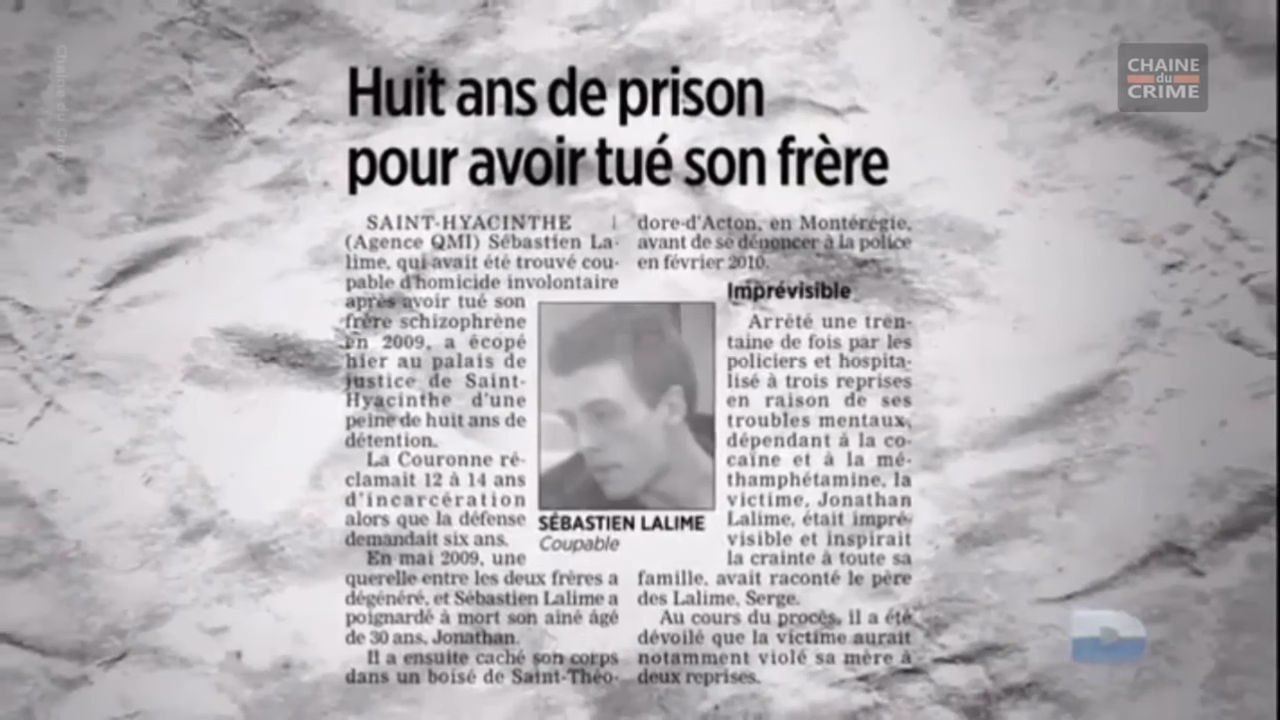 CHAINE
du
CRIME
Huit ans de prison
pour avoir tué son frère
SAINT-HYACINTHE |
(Agence QMI) Sébastien La-
lime, qui avait été trouvé cou-
pable d'homicide involontaire
après avoir tué son
frère schizophrène
en 2009, a écopé
hier au palais de
justice de Saint-
Hyacinthe d'une
peine de huit ans de
détention.
La Couronne ré-
clamait 12 à 14 ans
d'incarcération
alors que la défense
demandait six ans.
En mai 2009, une
querelle entre les deux frères a
dégénéré, et Sébastien Lalime a
poignardé à mort son aîné âgé
de 30 ans, Jonathan.
Il a ensuite caché son corps
dans un boisé de Saint-Théo-
SÉBASTIEN LALIME
Coupable
dore-d'Acton, en Montérégie,
avant de se dénoncer à la police
en février 2010.
Imprévisible
Arrêté une tren-
taine de fois par les
policiers et hospita-
lisé à trois reprises
en raison de ses
troubles mentaux,
dépendant à la co-
caïne et à la mé-
thamphétamine, la
victime, Jonathan
Lalime, était impré-
visible et inspirait
la crainte à toute sa
famille, avait raconté le père
des Lalime, Serge.
Au cours du procès, il a été
dévoilé que la victime aurait
notamment violé sa mère à
deux reprises.
D